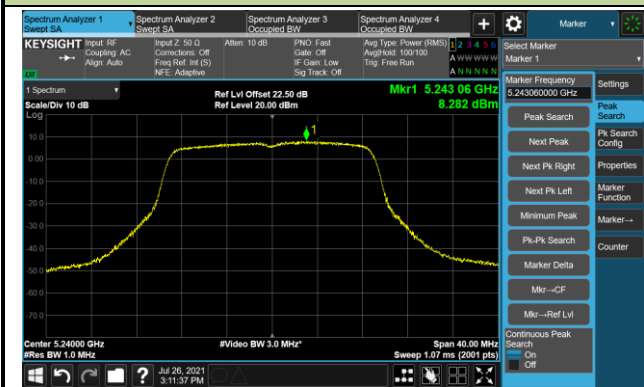 Spectrum Analyzer 1
Swept SA
Spectrum Analyzer 2
Swept SA
Spectrum Analyzer 3
Occupied BW
Spectrum Analyzer 4
Occupied BW
+
Marker
KEYSIGHT
Input: RF
Coupling: AC
Align: Auto
Input Z: 50 Ω
Corrections: Off
Freq Ref: Int (S)
NFE: Adaptive
Atten: 10 dB
PNO: Fast
Gate: Off
IF Gain: Low
Sig Track: Off
Avg Type: Power (RMS)
Avg|Hold: 100/100
Trig: Free Run
1 2 3 4 5 6
A W W W W W
A N N N N N
Select Marker
Marker 1
LXI
1 Spectrum
Scale/Div 10 dB
Log
Ref Lvl Offset 22.50 dB
Ref Level 20.00 dBm
Mkr1 5.243 06 GHz
8.282 dBm
1
10.0
0.00
-10.0
-20.0
-30.0
-40.0
-50.0
-60.0
-70.0
Center 5.24000 GHz
#Res BW 1.0 MHz
#Video BW 3.0 MHz*
Span 40.00 MHz
Sweep 1.07 ms (2001 pts)
Marker Frequency
5.243060000 GHz
Peak Search
Next Peak
Next Pk Right
Next Pk Left
Minimum Peak
Pk-Pk Search
Marker Delta
Mkr→CF
Mkr→Ref Lvl
Continuous Peak
Search
On
Off
Settings
Peak
Search
Pk Search
Config
Properties
Marker
Function
Marker→
Counter
?
Jul 26, 2021
3:11:37 PM